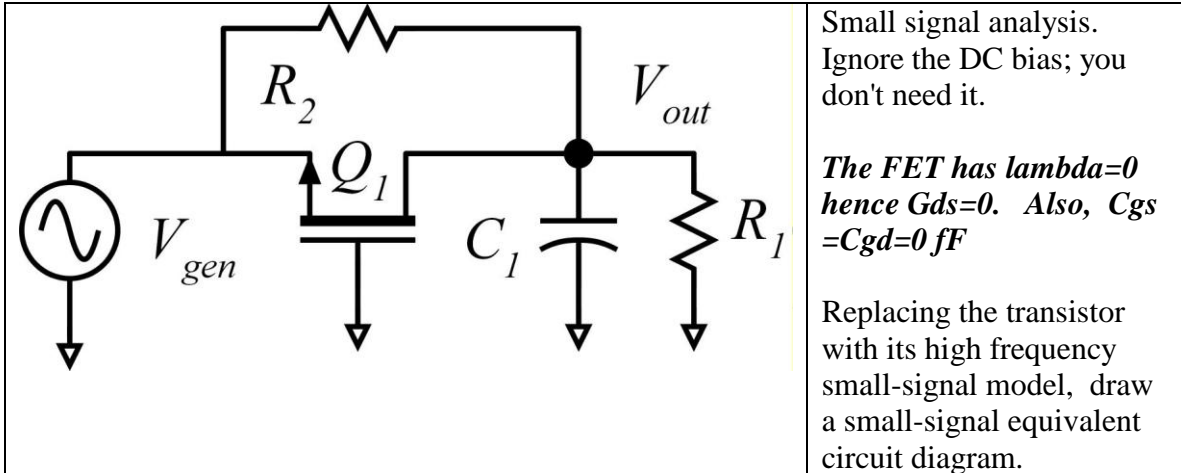 R2
Vout
Q1
Vgen
C1
R1
Small signal analysis.
Ignore the DC bias; you
don't need it.
The FET has lambda=0
hence Gds=0. Also, Cgs
=Cgd=0 fF
Replacing the transistor
with its high frequency
small-signal model, draw
a small-signal equivalent
circuit diagram.